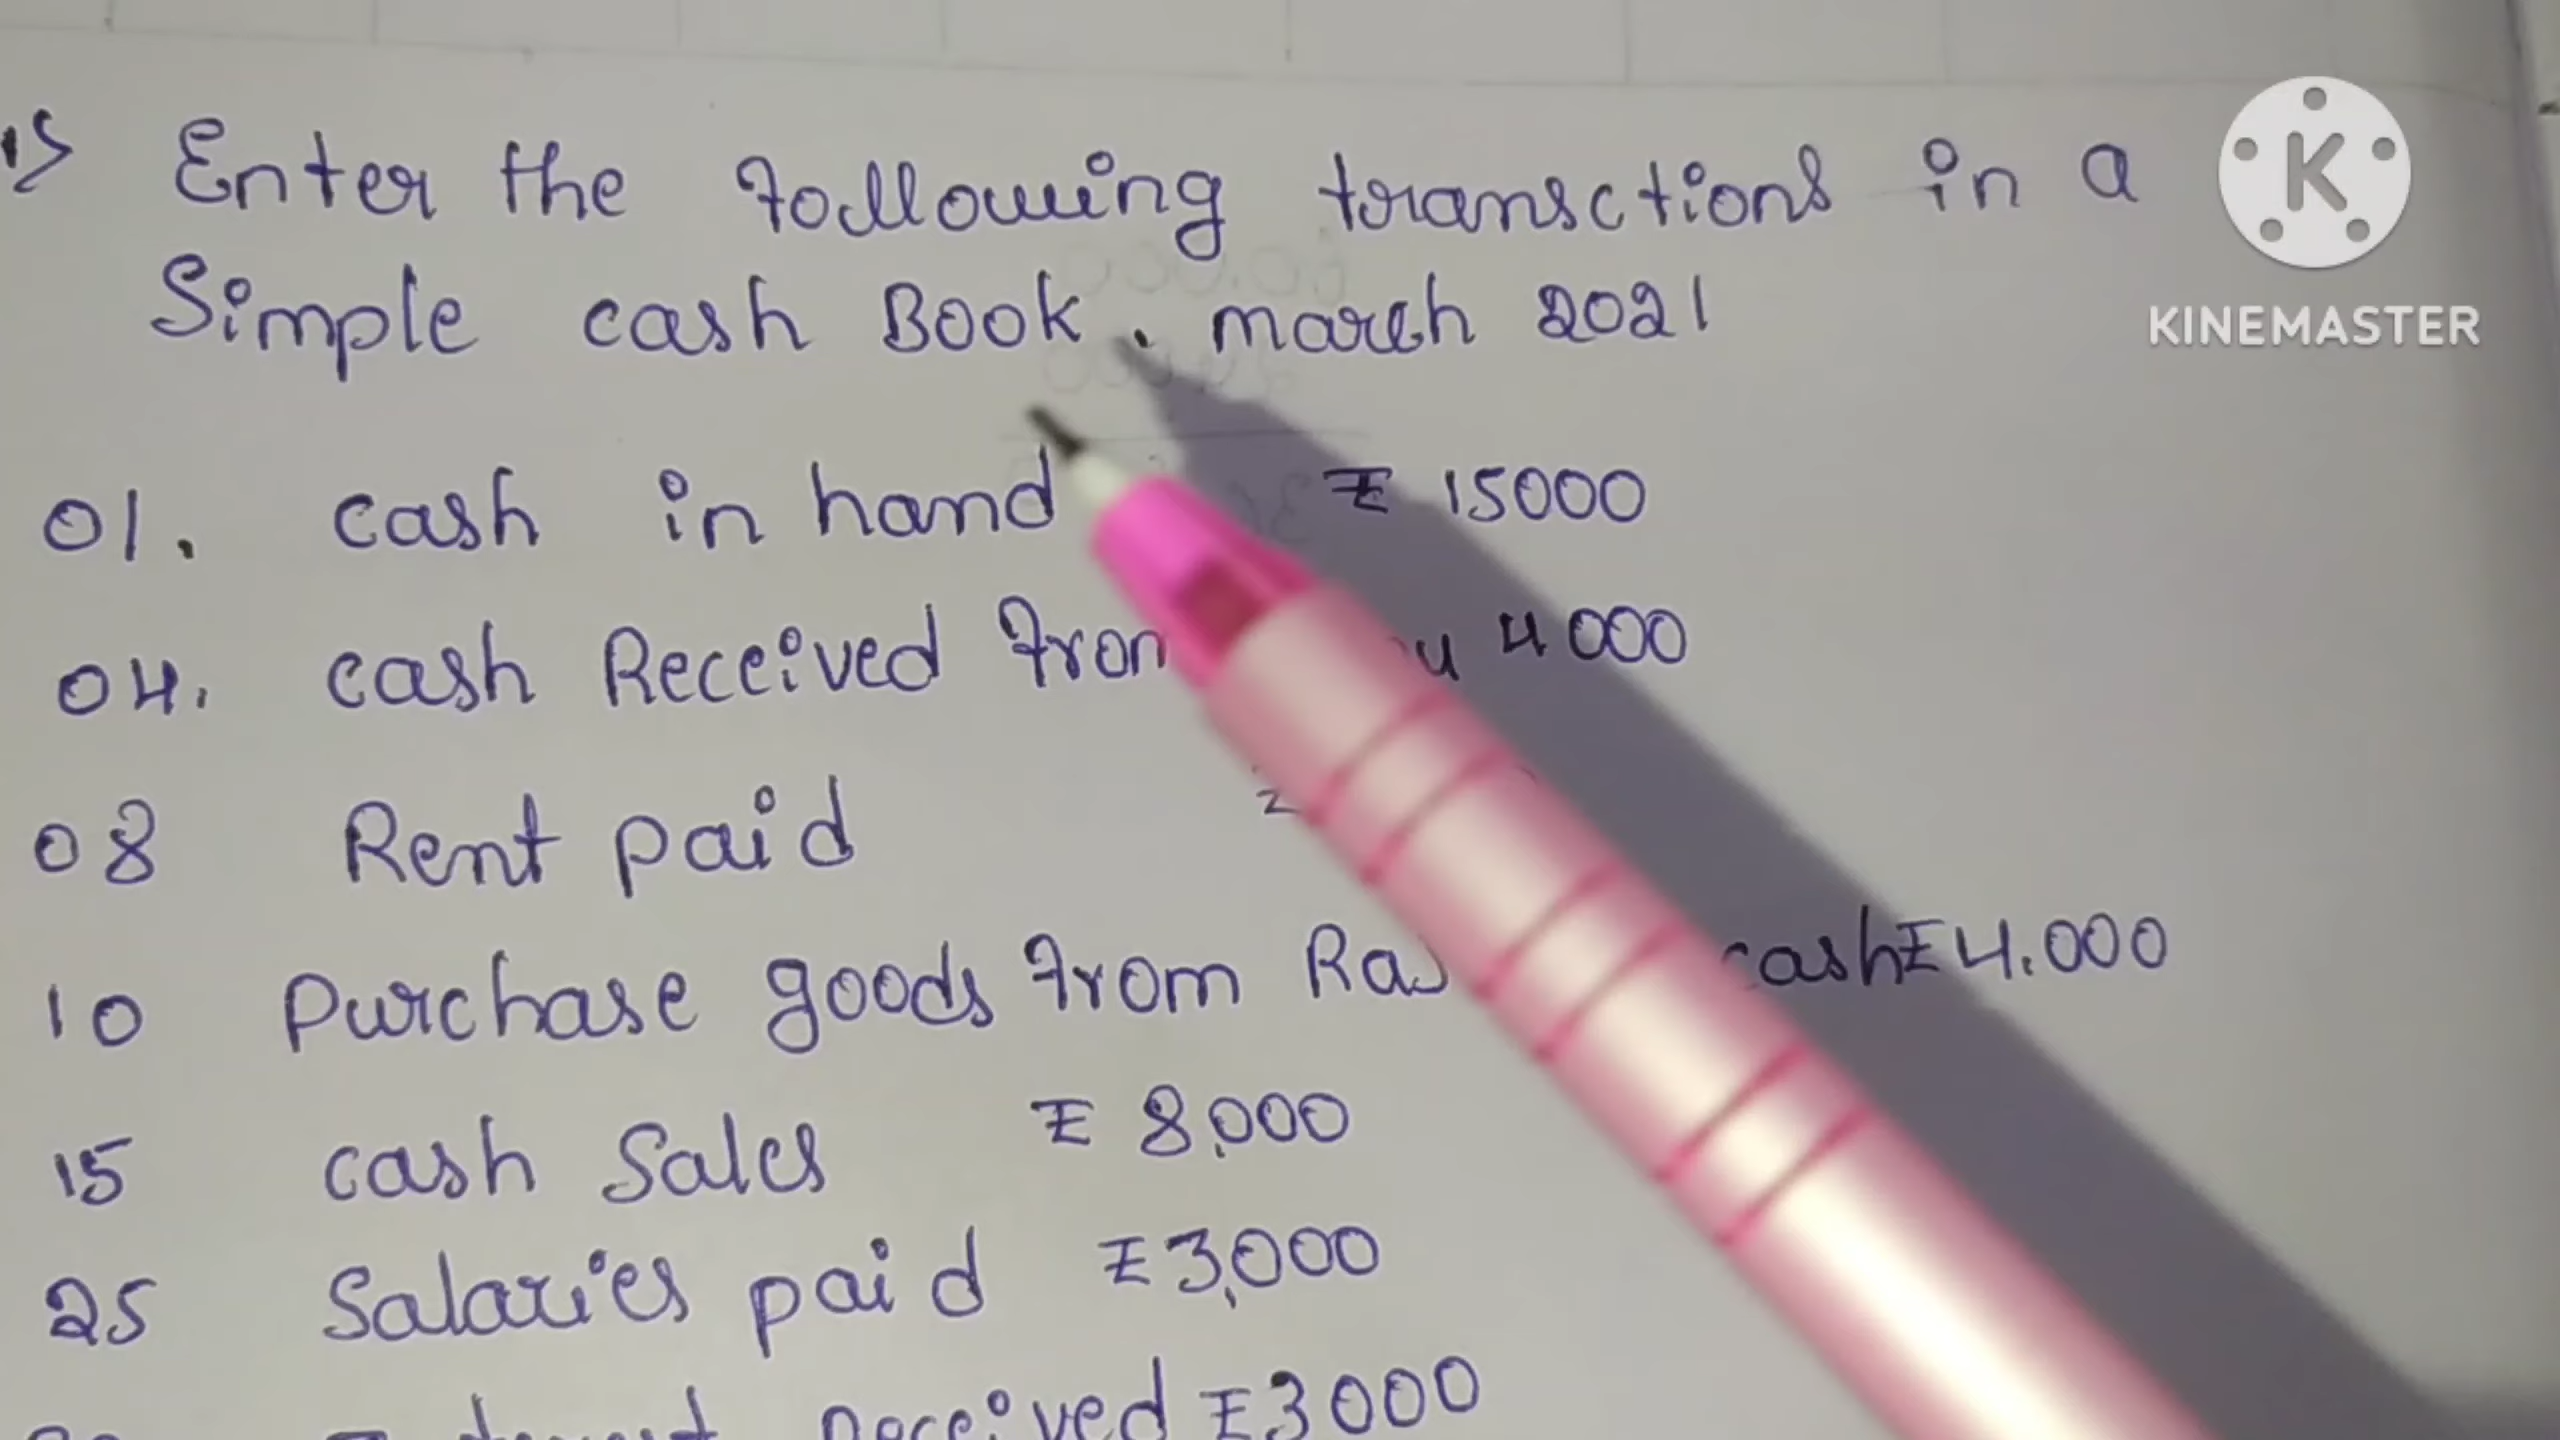 1> Enter the following transctions in a
Simple cash Book. march 2021
01. cash in hand ₹ 15000
04. cash Received 4000
08 Rent paid
10 purchase goods from cash ₹ 4.000
15 cash Sales ₹ 8,000
25 Salaries paid ₹ 3,000
received ₹ 3000
K
KINEMASTER